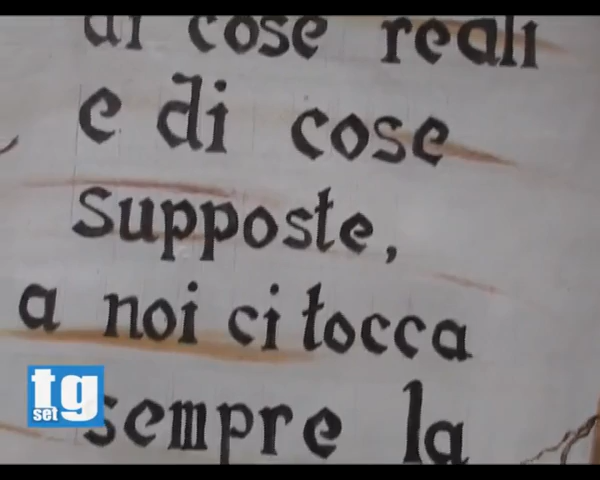 di cose reali
e di cose
supposte,
a noi ci tocca
sempre la
tg
set